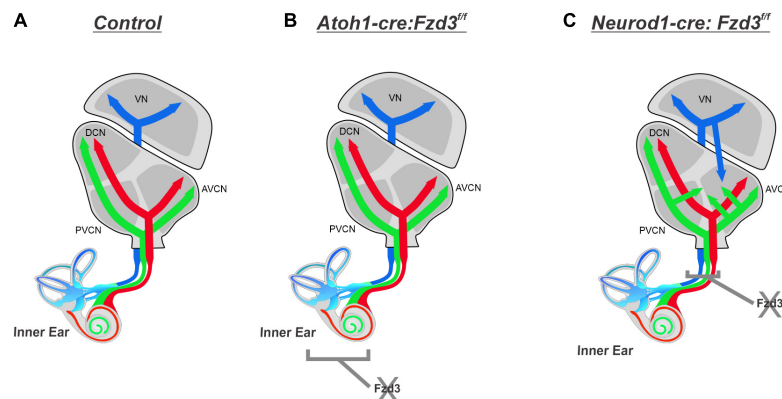 A
Control
B
Atoh1-cre:Fzd3f/f
C
Neurod1-cre: Fzd3f/f
VN
DCN
AVCN
PVCN
Inner Ear
VN
DCN
AVCN
PVCN
Inner Ear
Fzd3
VN
DCN
AVC
PVCN
Fzd3
Inner Ear